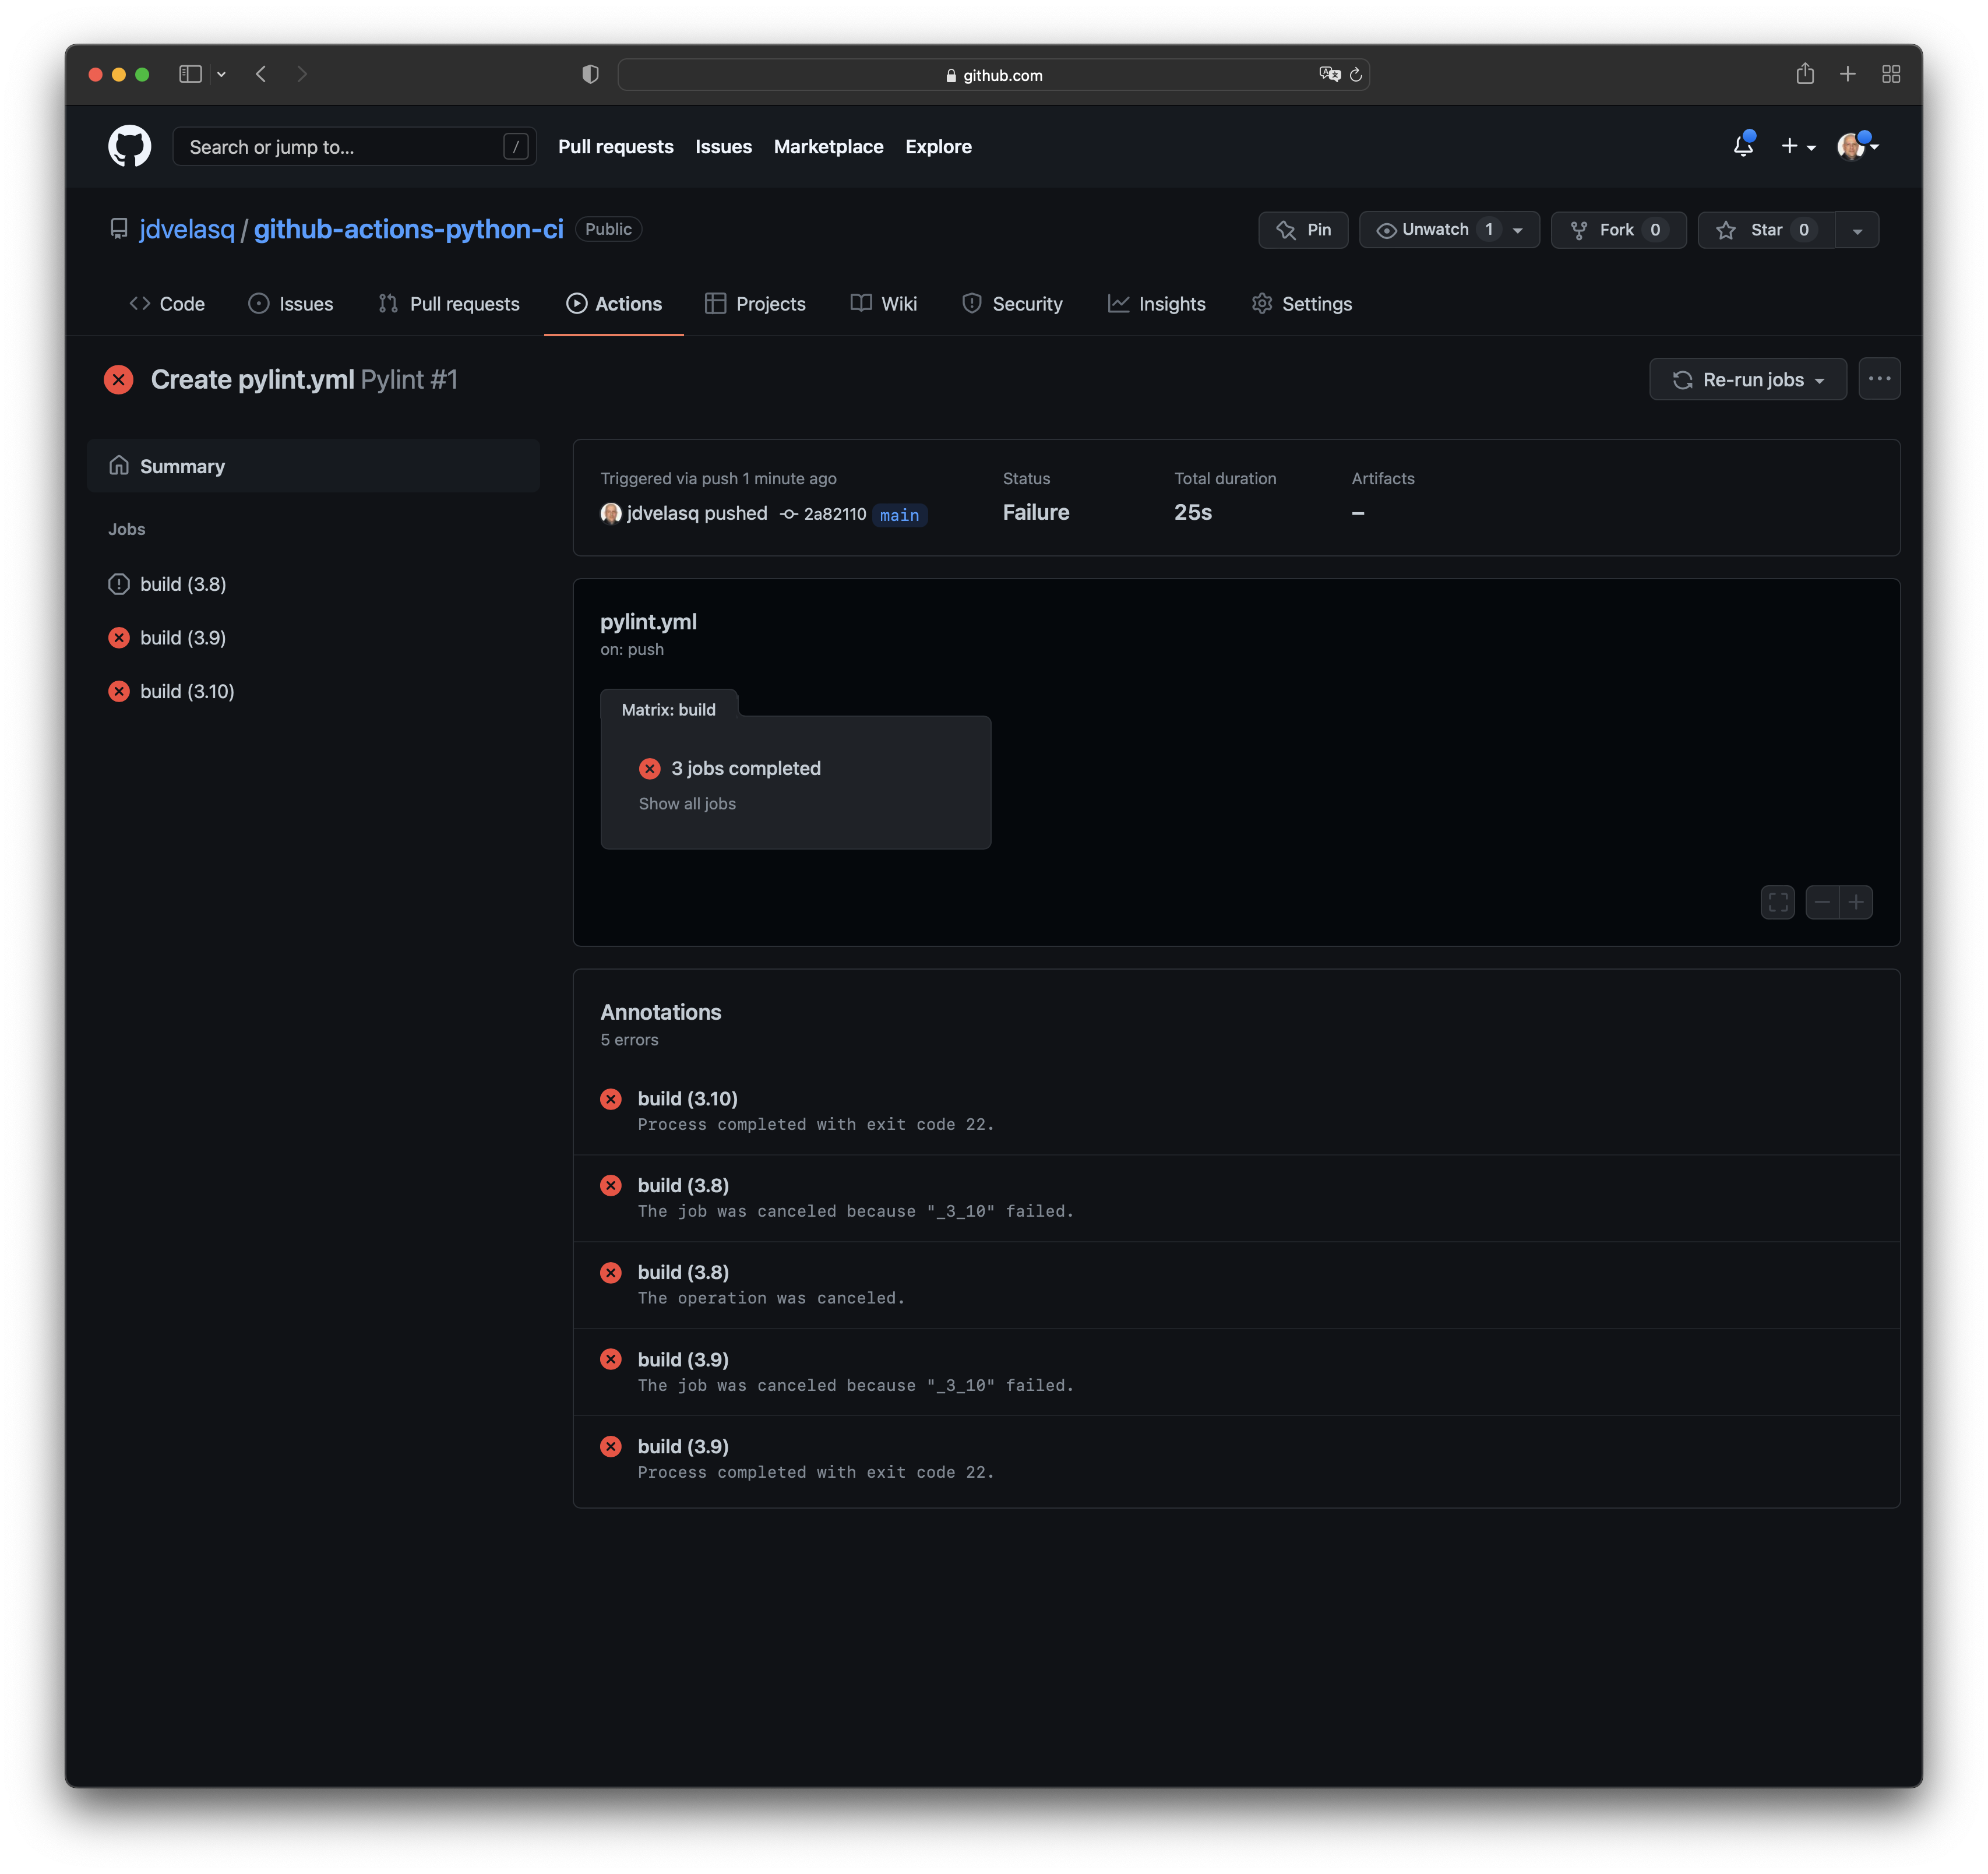 github.com
Search or jump to... /
Pull requests Issues Marketplace Explore
jdvelasq / github-actions-python-ci Public
Pin Unwatch 1 Fork 0 Star 0
Code Issues Pull requests Actions Projects Wiki Security Insights Settings
Create pylint.yml Pylint #1
Re-run jobs
Summary
Jobs
build (3.8)
build (3.9)
build (3.10)
Triggered via push 1 minute ago
jdvelasq pushed 2a82110 main
Status
Failure
Total duration
25s
Artifacts
–
pylint.yml
on: push
Matrix: build
3 jobs completed
Show all jobs
Annotations
5 errors
build (3.10)
Process completed with exit code 22.
build (3.8)
The job was canceled because "_3_10" failed.
build (3.8)
The operation was canceled.
build (3.9)
The job was canceled because "_3_10" failed.
build (3.9)
Process completed with exit code 22.